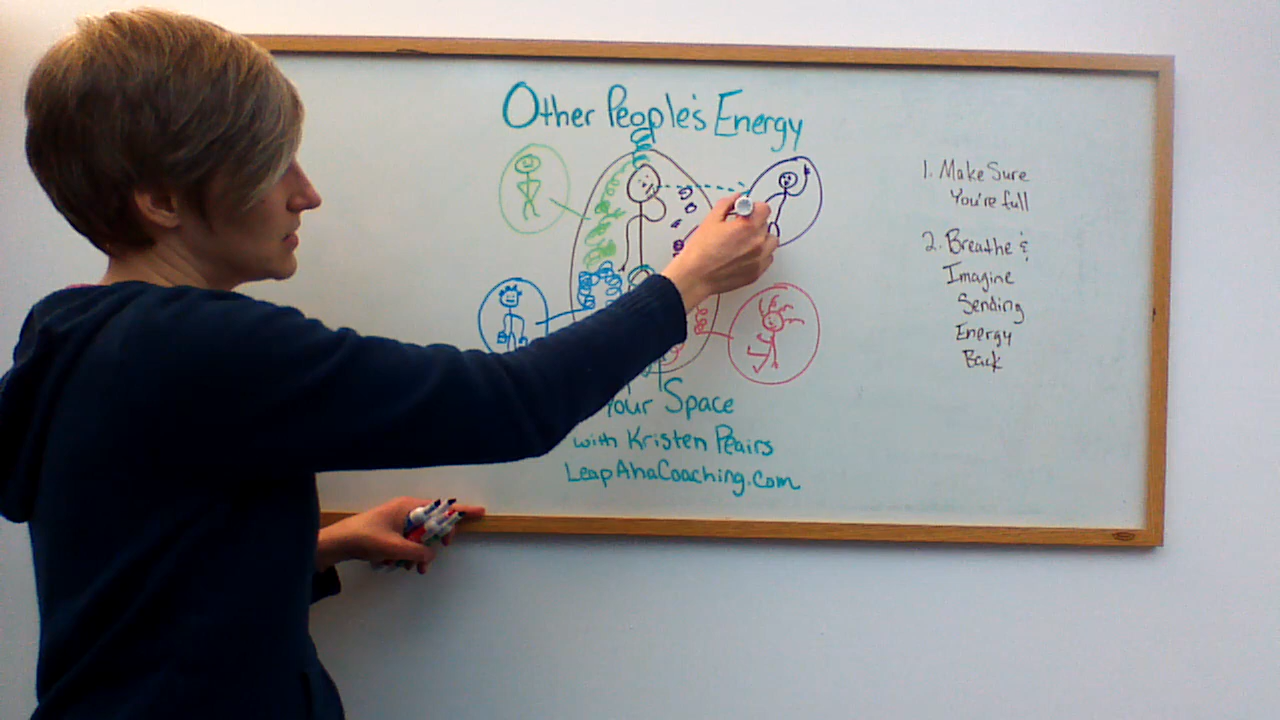 Other People's Energy
Your Space
with Kristen Peairs
LeapAhaCoaching.com
1. Make Sure
You're full
2. Breathe &
Imagine
Sending
Energy
Back